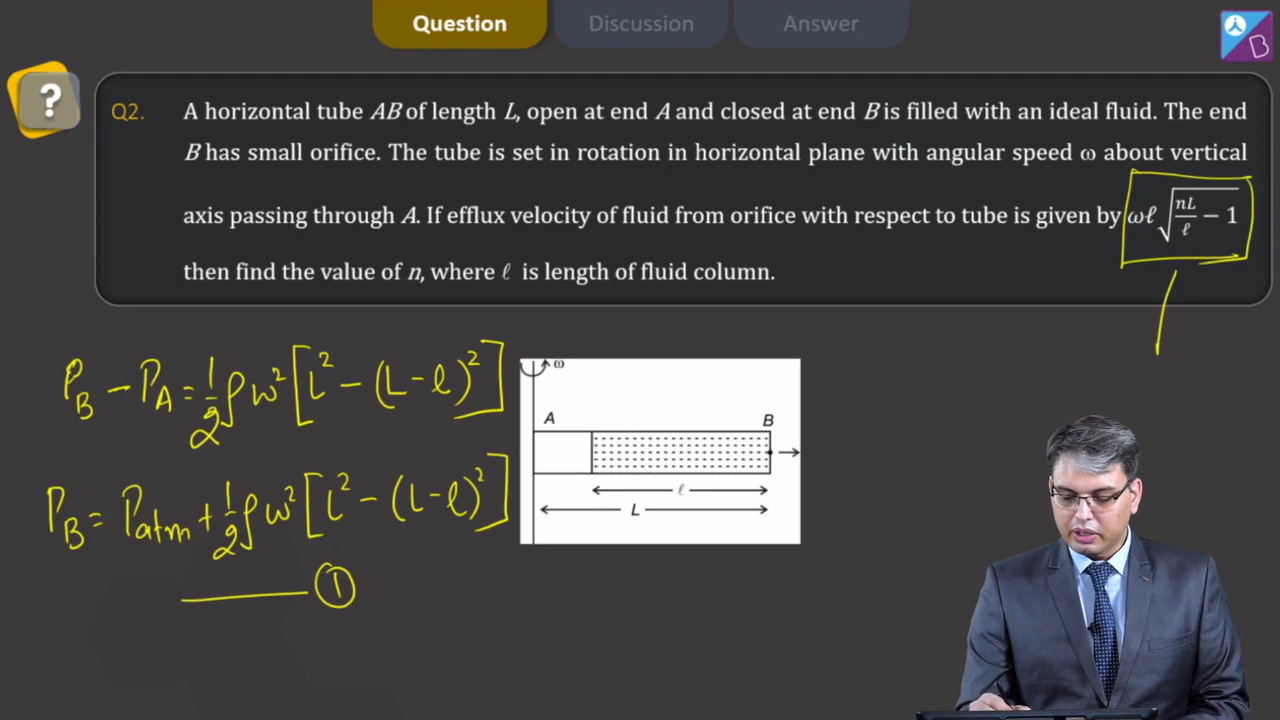 Question Discussion Answer
?
Q2. A horizontal tube AB of length L, open at end A and closed at end B is filled with an ideal fluid. The end
B has small orifice. The tube is set in rotation in horizontal plane with angular speed ω about vertical
axis passing through A. If efflux velocity of fluid from orifice with respect to tube is given by ωℓ√(nL/ℓ − 1)
then find the value of n, where ℓ is length of fluid column.
P_B − P_A = 1/2 ρω²[L² − (L−ℓ)²]
P_B = P_atm + 1/2 ρω²[L² − (L−ℓ)²]
①
ω
A B
ℓ
L
B